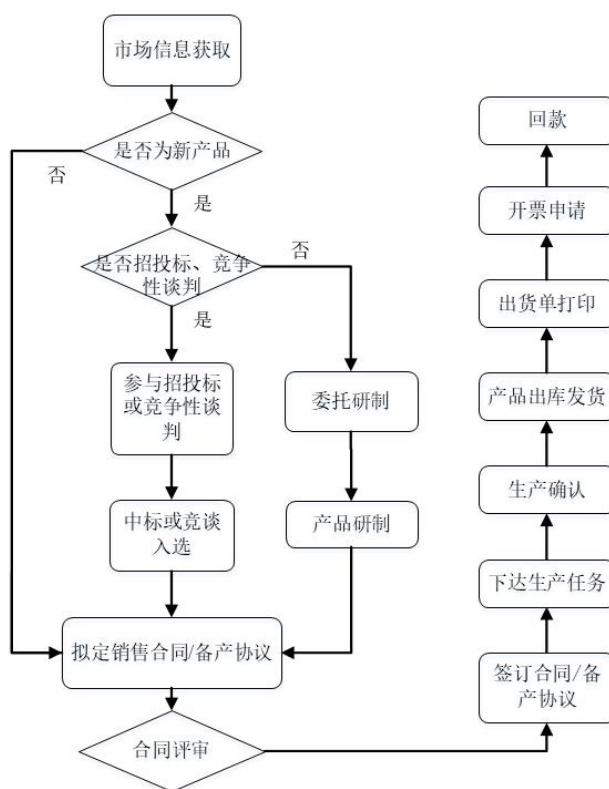 市场信息获取
是否为新产品
否
是
是否招投标、竞争
性谈判
否
是
参与招投标
或竞争性谈
判
委托研制
中标或竞谈
入选
产品研制
拟定销售合同/备产协议
合同评审
签订合同/备
产协议
下达生产任务
生产确认
产品出库发货
出货单打印
开票申请
回款